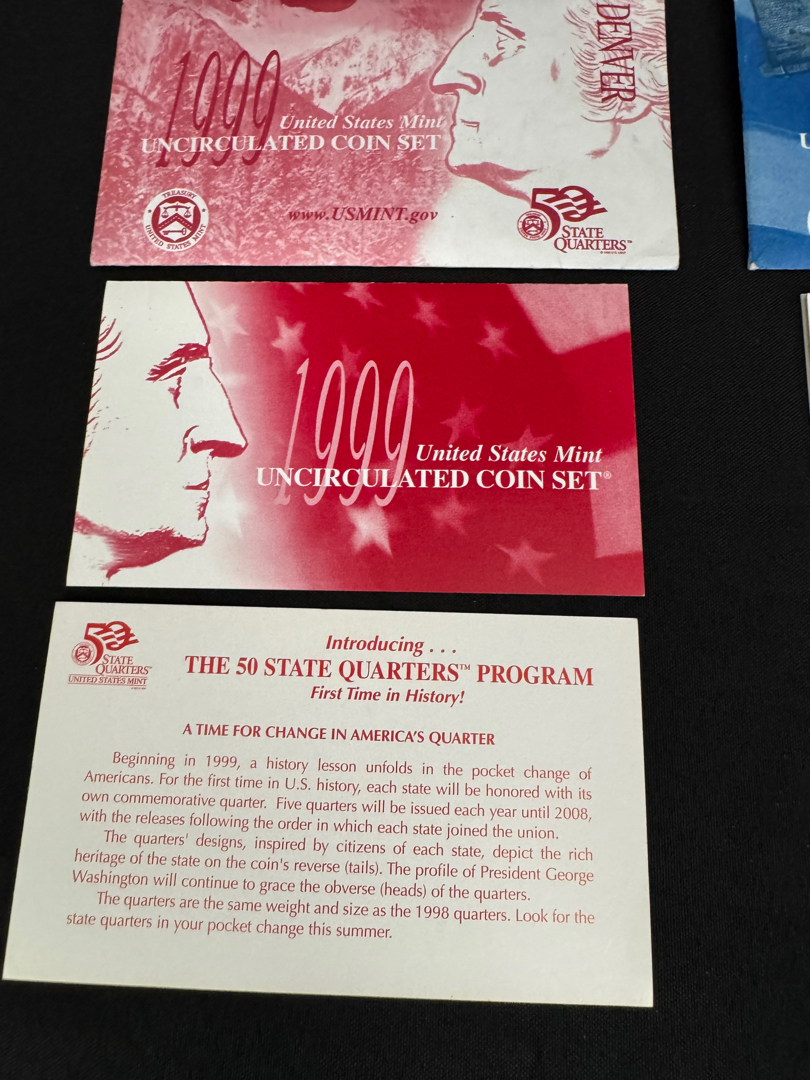 DENVER
1999
United States Mint
UNCIRCULATED COIN SET®
www.USMINT.gov
TREASURY
UNITED STATES MINT
50
STATE
QUARTERS™
U
1999
United States Mint
UNCIRCULATED COIN SET®
50
STATE
QUARTERS™
UNITED STATES MINT
Introducing . . .
THE 50 STATE QUARTERS™ PROGRAM
First Time in History!
A TIME FOR CHANGE IN AMERICA'S QUARTER
Beginning in 1999, a history lesson unfolds in the pocket change of
Americans. For the first time in U.S. history, each state will be honored with its
own commemorative quarter. Five quarters will be issued each year until 2008,
with the releases following the order in which each state joined the union.
The quarters' designs, inspired by citizens of each state, depict the rich
heritage of the state on the coin's reverse (tails). The profile of President George
Washington will continue to grace the obverse (heads) of the quarters.
The quarters are the same weight and size as the 1998 quarters. Look for the
state quarters in your pocket change this summer.